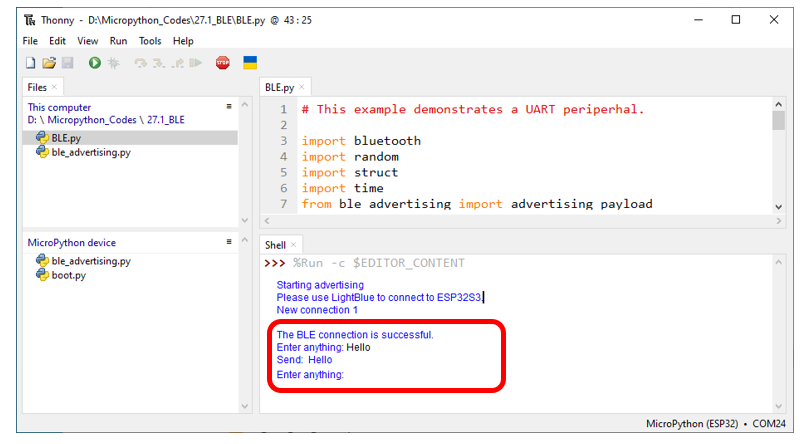 Thonny - D:\Micropython_Codes\27.1_BLE\BLE.py @ 43 : 25
File Edit View Run Tools Help
STOP
Files ×
This computer
D: \ Micropython_Codes \ 27.1_BLE
BLE.py
ble_advertising.py
MicroPython device
ble_advertising.py
boot.py
BLE.py ×
1 # This example demonstrates a UART periperhal.
2
3 import bluetooth
4 import random
5 import struct
6 import time
7 from ble_advertising import advertising_payload
Shell ×
>>> %Run -c $EDITOR_CONTENT
Starting advertising
Please use LightBlue to connect to ESP32S3.
New connection 1
The BLE connection is successful.
Enter anything: Hello
Send: Hello
Enter anything:
MicroPython (ESP32) • COM24